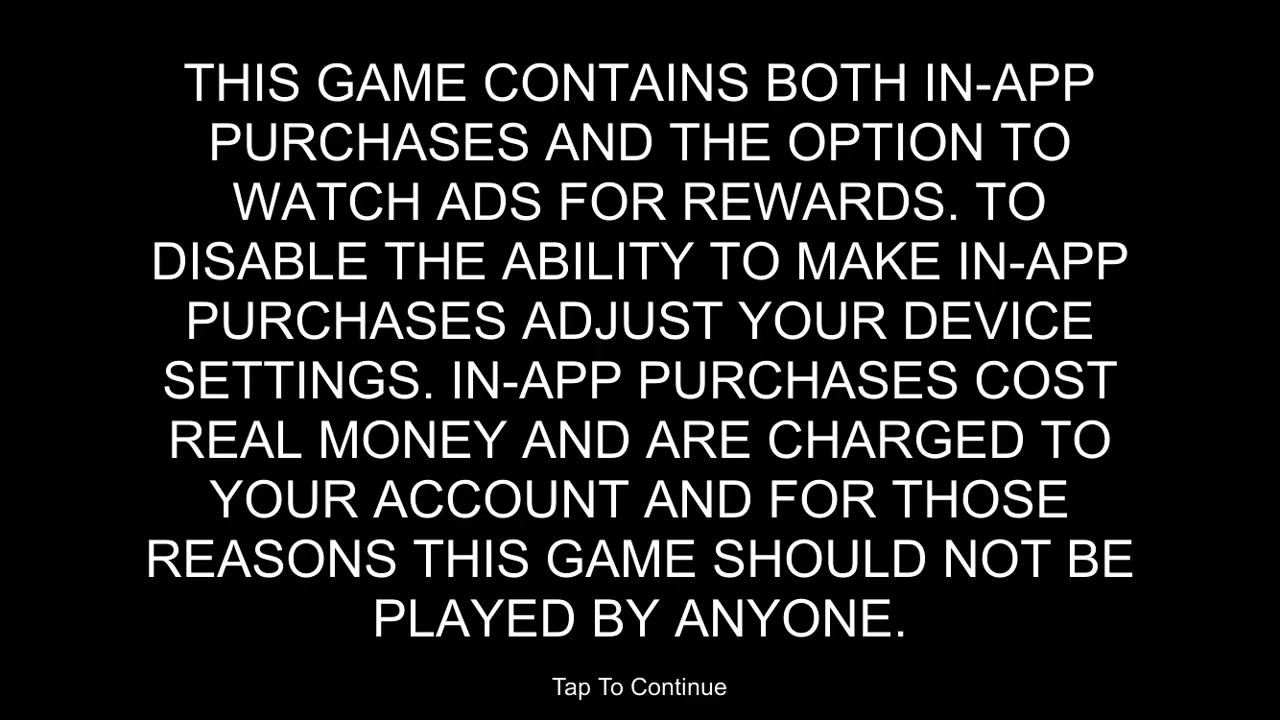 THIS GAME CONTAINS BOTH IN-APP
PURCHASES AND THE OPTION TO
WATCH ADS FOR REWARDS. TO
DISABLE THE ABILITY TO MAKE IN-APP
PURCHASES ADJUST YOUR DEVICE
SETTINGS. IN-APP PURCHASES COST
REAL MONEY AND ARE CHARGED TO
YOUR ACCOUNT AND FOR THOSE
REASONS THIS GAME SHOULD NOT BE
PLAYED BY ANYONE.
Tap To Continue